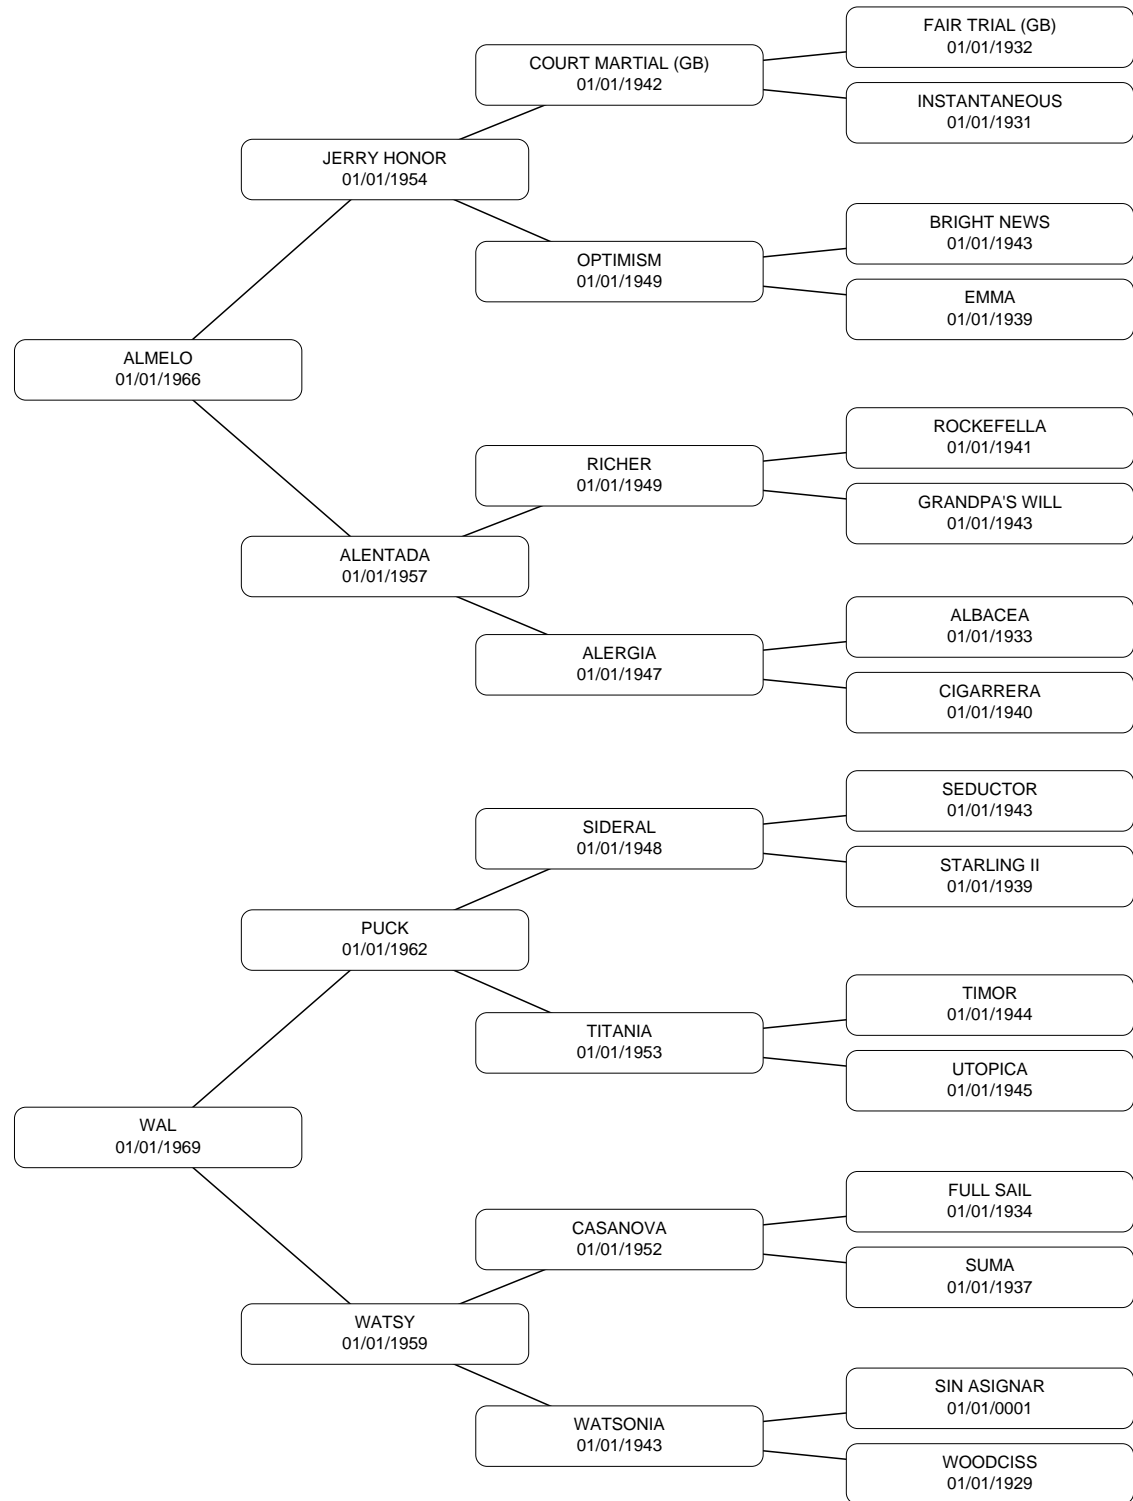 FAIR TRIAL (GB)
01/01/1932
COURT MARTIAL (GB)
01/01/1942
INSTANTANEOUS
01/01/1931
JERRY HONOR
01/01/1954
BRIGHT NEWS
01/01/1943
OPTIMISM
01/01/1949
EMMA
01/01/1939
ALMELO
01/01/1966
ROCKEFELLA
01/01/1941
RICHER
01/01/1949
GRANDPA'S WILL
01/01/1943
ALENTADA
01/01/1957
ALBACEA
01/01/1933
ALERGIA
01/01/1947
CIGARRERA
01/01/1940
SEDUCTOR
01/01/1943
SIDERAL
01/01/1948
STARLING II
01/01/1939
PUCK
01/01/1962
TIMOR
01/01/1944
TITANIA
01/01/1953
UTOPICA
01/01/1945
WAL
01/01/1969
FULL SAIL
01/01/1934
CASANOVA
01/01/1952
SUMA
01/01/1937
WATSY
01/01/1959
SIN ASIGNAR
01/01/0001
WATSONIA
01/01/1943
WOODCISS
01/01/1929